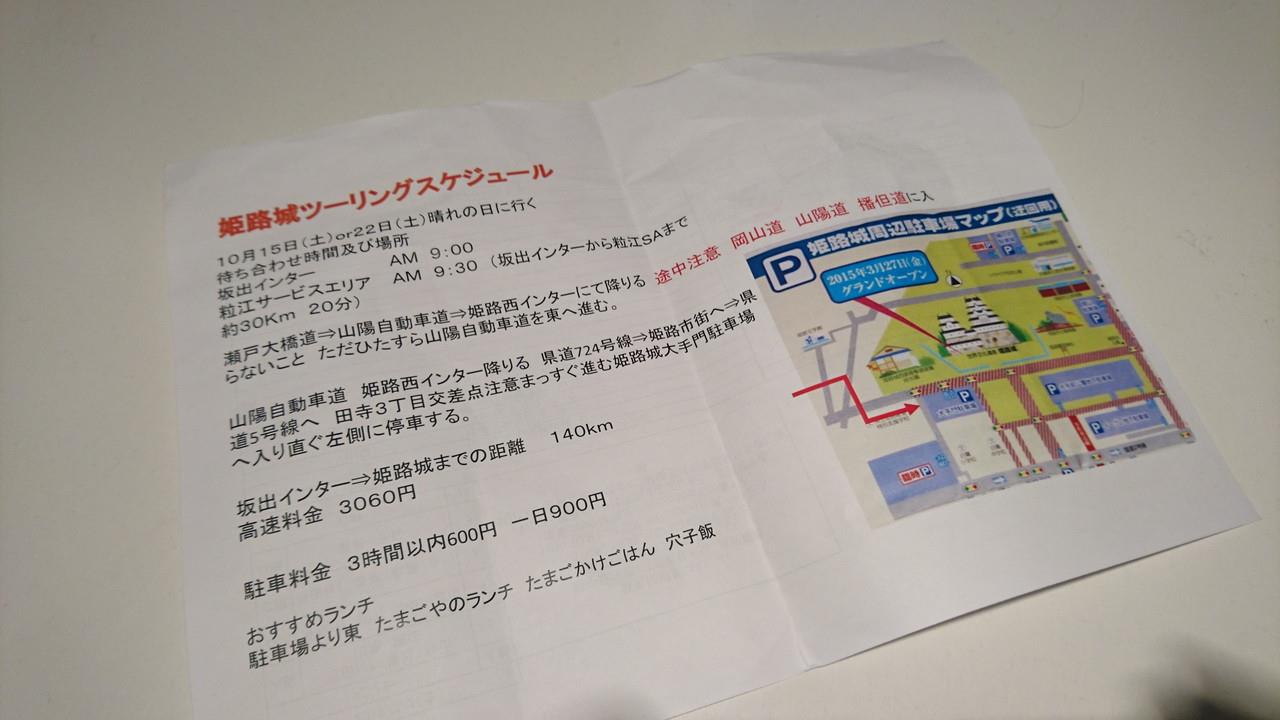 姫路城ツーリングスケジュール
10月15日(土)or22日(土)晴れの日に行く
待ち合わせ時間及び場所
坂出インター AM 9:00
粒江サービスエリア AM 9:30 (坂出インターから粒江SAまで
約30Km 20分)
瀬戸大橋道⇒山陽自動車道⇒姫路西インターにて降りる 途中注意 岡山道 山陽道 播但道に入
らないこと ただひたすら山陽自動車道を東へ進む。
山陽自動車道 姫路西インター降りる 県道724号線⇒姫路市街へ⇒県
道5号線へ 田寺3丁目交差点注意まっすぐ進む姫路城大手門駐車場
へ入り直ぐ左側に停車する。
坂出インター⇒姫路城までの距離 140km
高速料金 3060円
駐車料金 3時間以内600円 一日900円
おすすめランチ
駐車場より東 たまごやのランチ たまごかけごはん 穴子飯
P 姫路城周辺駐車場マップ(迂回用)
2015年3月27日(金)
グランドオープン
P
P
P
P
P
臨時P